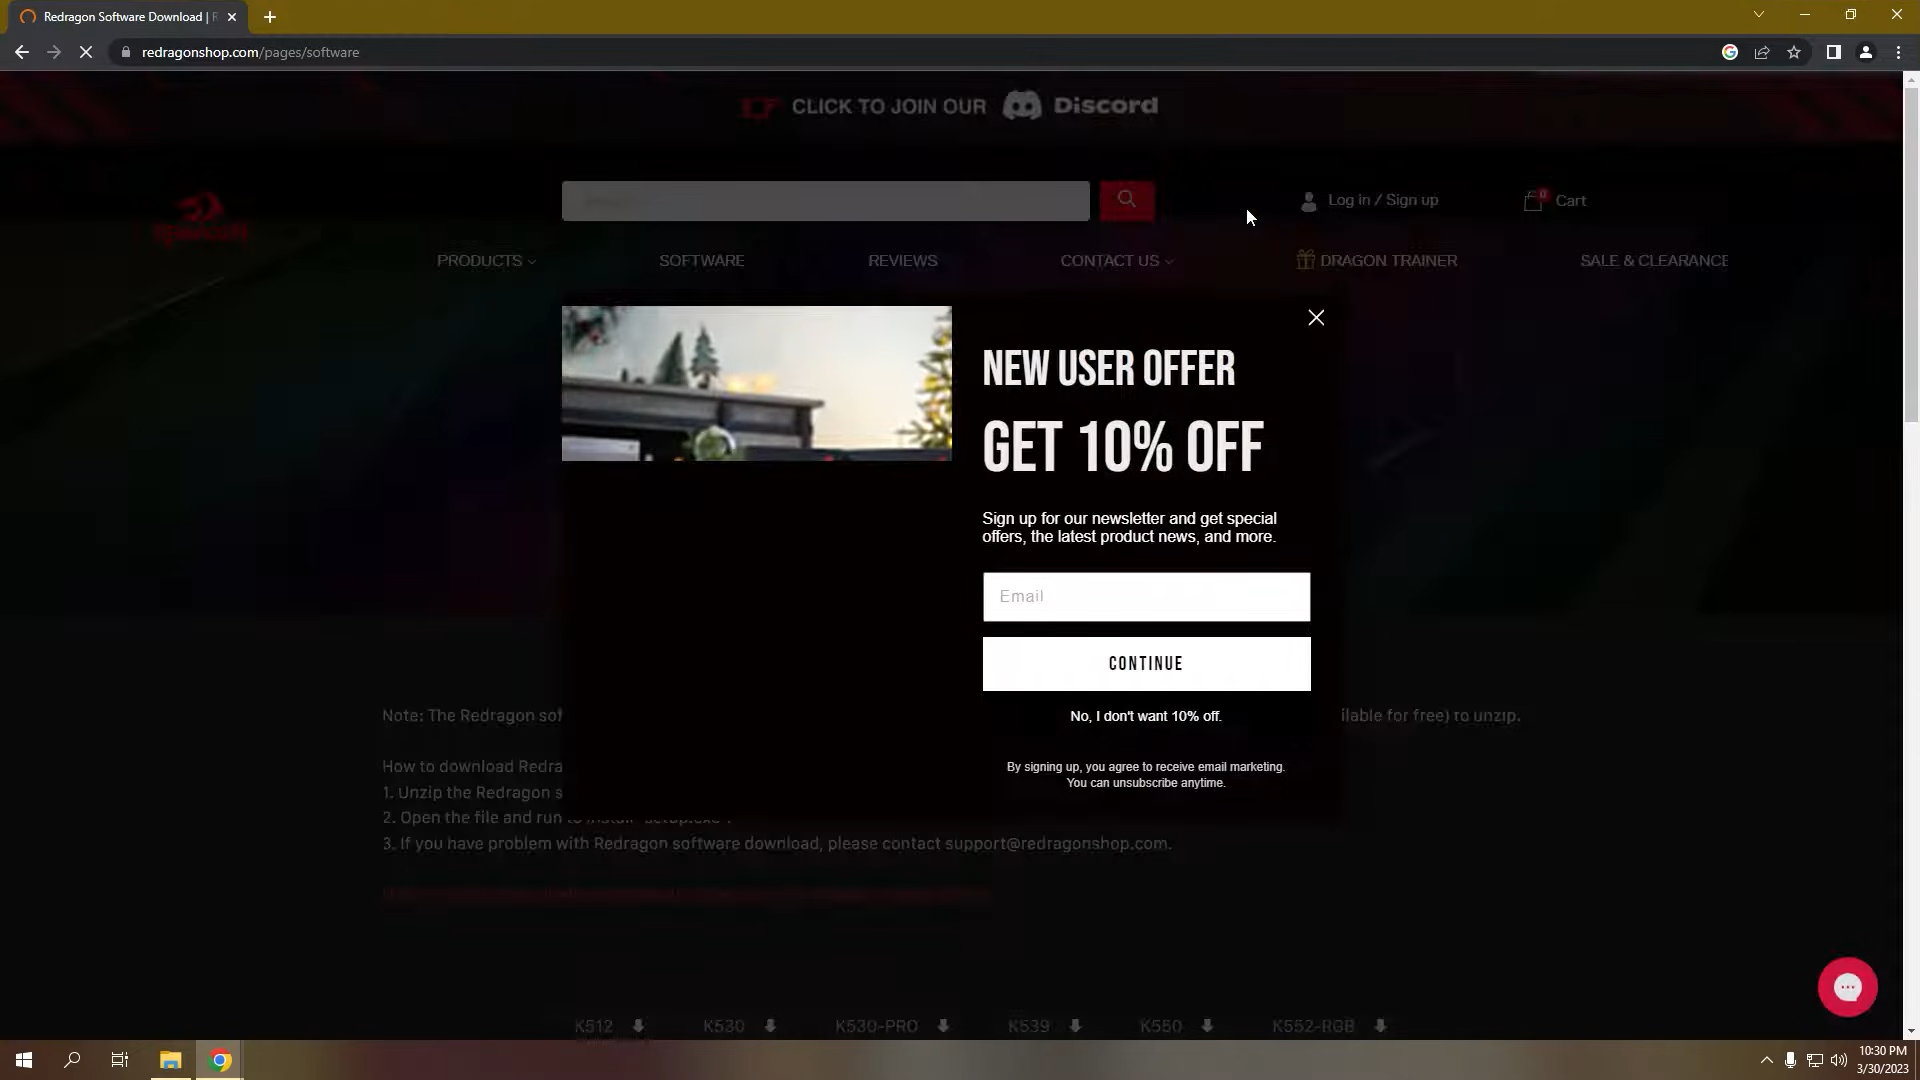 Redragon Software Download | R
redragonshop.com/pages/software
CLICK TO JOIN OUR Discord
REDRAGON
Log in / Sign up
0
Cart
PRODUCTS
SOFTWARE
REVIEWS
CONTACT US
DRAGON TRAINER
SALE & CLEARANCE
NEW USER OFFER
GET 10% OFF
Sign up for our newsletter and get special
offers, the latest product news, and more.
Email
CONTINUE
No, I don't want 10% off.
By signing up, you agree to receive email marketing.
You can unsubscribe anytime.
Note: The Redragon sof
ilable for free) to unzip.
How to download Redra
1. Unzip the Redragon s
2. Open the file and run to install "setup.exe".
3. If you have problem with Redragon software download, please contact support@redragonshop.com.
K512
K530
K530-PRO
K539
K550
K552-RGB
10:30 PM
3/30/2023